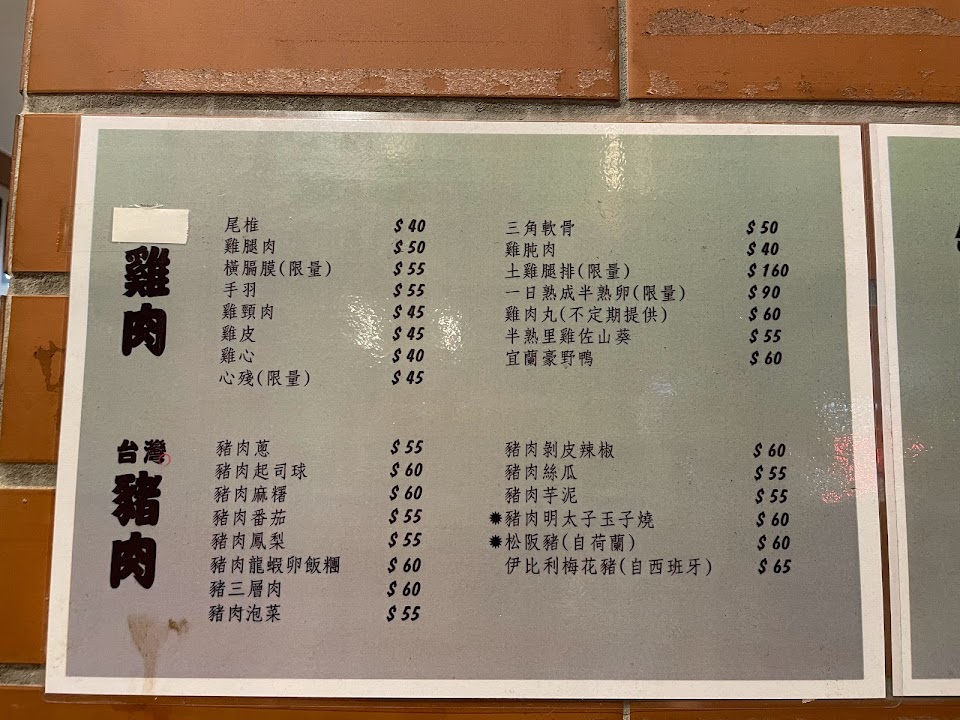 雞肉
尾椎 $40
雞腿肉 $50
橫膈膜(限量) $55
手羽 $55
雞頸肉 $45
雞皮 $45
雞心 $40
心殘(限量) $45
三角軟骨 $50
雞肫肉 $40
土雞腿排(限量) $160
一日熟成半熟卵(限量) $90
雞肉丸(不定期提供) $60
半熟里雞佐山葵 $55
宜蘭豪野鴨 $60
台灣
豬肉
豬肉蔥 $55
豬肉起司球 $60
豬肉麻糬 $60
豬肉番茄 $55
豬肉鳳梨 $55
豬肉龍蝦卵飯糰 $60
豬三層肉 $60
豬肉泡菜 $55
豬肉剝皮辣椒 $60
豬肉絲瓜 $55
豬肉芋泥 $55
✹豬肉明太子玉子燒 $60
✹松阪豬(自荷蘭) $60
伊比利梅花豬(自西班牙) $65